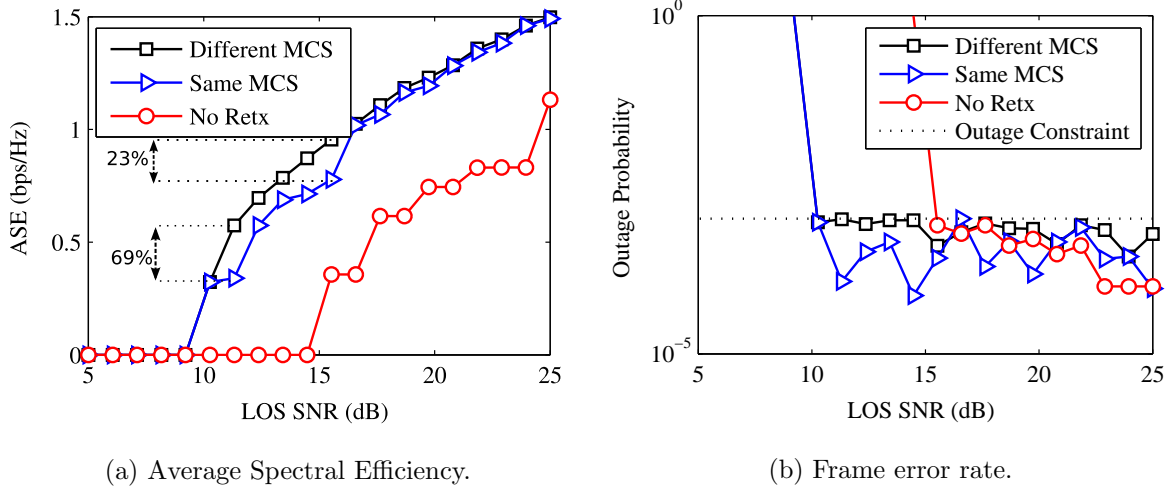 1.5
1
0.5
0
5
10
15
20
25
ASE (bps/Hz)
LOS SNR (dB)
Different MCS
Same MCS
No Retx
23%
69%
(a) Average Spectral Efficiency.
10^0
10^-5
5
10
15
20
25
Outage Probability
LOS SNR (dB)
Different MCS
Same MCS
No Retx
Outage Constraint
(b) Frame error rate.